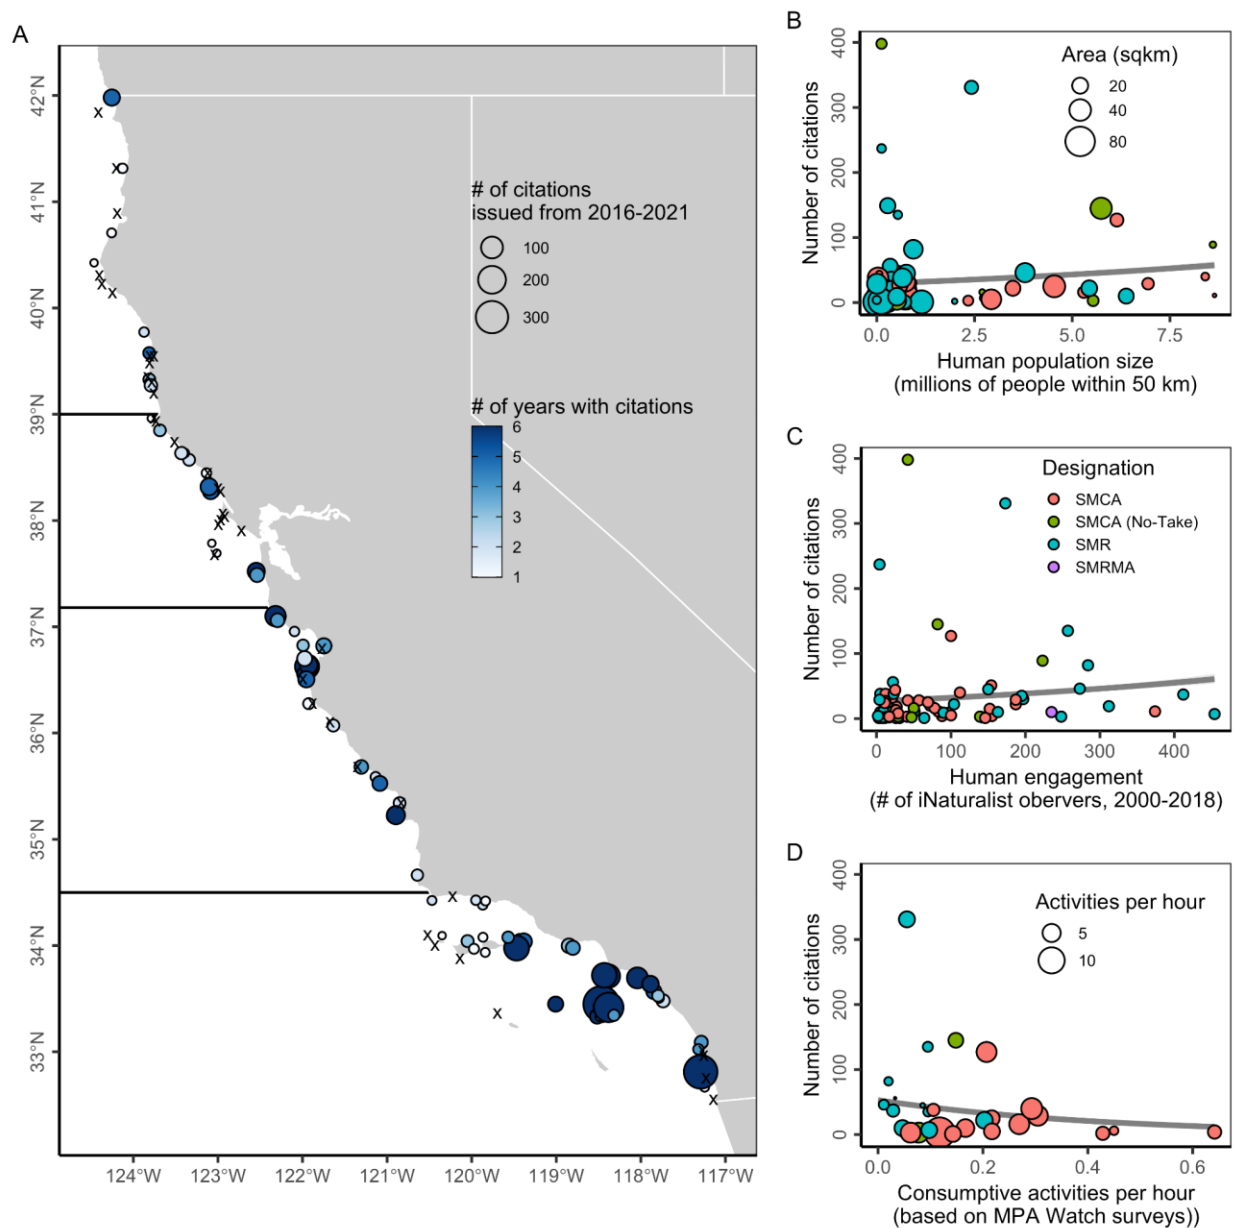 A
42°N
41°N
40°N
39°N
38°N
37°N
36°N
35°N
34°N
33°N
124°W
123°W
122°W
121°W
120°W
119°W
118°W
117°W
# of citations
issued from 2016-2021
100
200
300
# of years with citations
6
5
4
3
2
1
B
Number of citations
400
300
200
100
0
Area (sqkm)
20
40
80
0.0
2.5
5.0
7.5
Human population size
(millions of people within 50 km)
C
Number of citations
400
300
200
100
0
Designation
SMCA
SMCA (No-Take)
SMR
SMRMA
0
100
200
300
400
Human engagement
(# of iNaturalist obervers, 2000-2018)
D
Number of citations
400
300
200
100
0
Activities per hour
5
10
0.0
0.2
0.4
0.6
Consumptive activities per hour
(based on MPA Watch surveys))